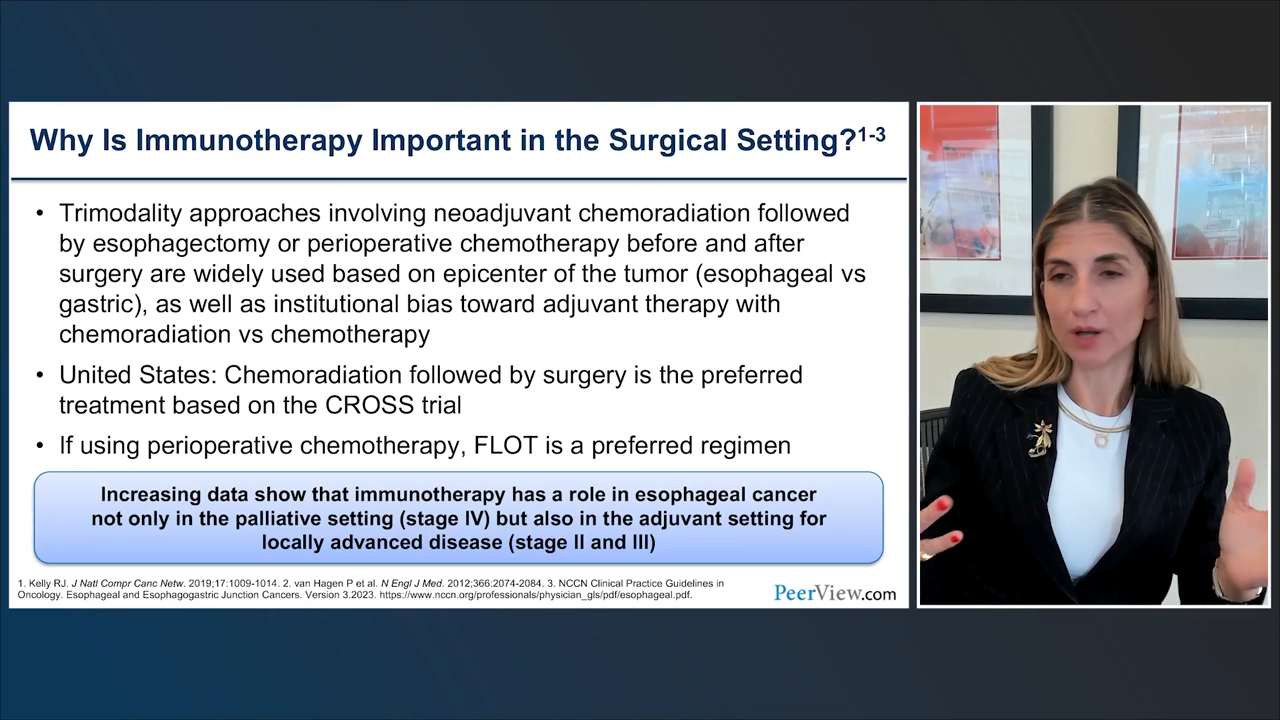 Why Is Immunotherapy Important in the Surgical Setting?1-3
• Trimodality approaches involving neoadjuvant chemoradiation followed
by esophagectomy or perioperative chemotherapy before and after
surgery are widely used based on epicenter of the tumor (esophageal vs
gastric), as well as institutional bias toward adjuvant therapy with
chemoradiation vs chemotherapy
• United States: Chemoradiation followed by surgery is the preferred
treatment based on the CROSS trial
• If using perioperative chemotherapy, FLOT is a preferred regimen
Increasing data show that immunotherapy has a role in esophageal cancer
not only in the palliative setting (stage IV) but also in the adjuvant setting for
locally advanced disease (stage II and III)
1. Kelly RJ. J Natl Compr Canc Netw. 2019;17:1009-1014. 2. van Hagen P et al. N Engl J Med. 2012;366:2074-2084. 3. NCCN Clinical Practice Guidelines in
Oncology. Esophageal and Esophagogastric Junction Cancers. Version 3.2023. https://www.nccn.org/professionals/physician_gls/pdf/esophageal.pdf.
PeerView.com